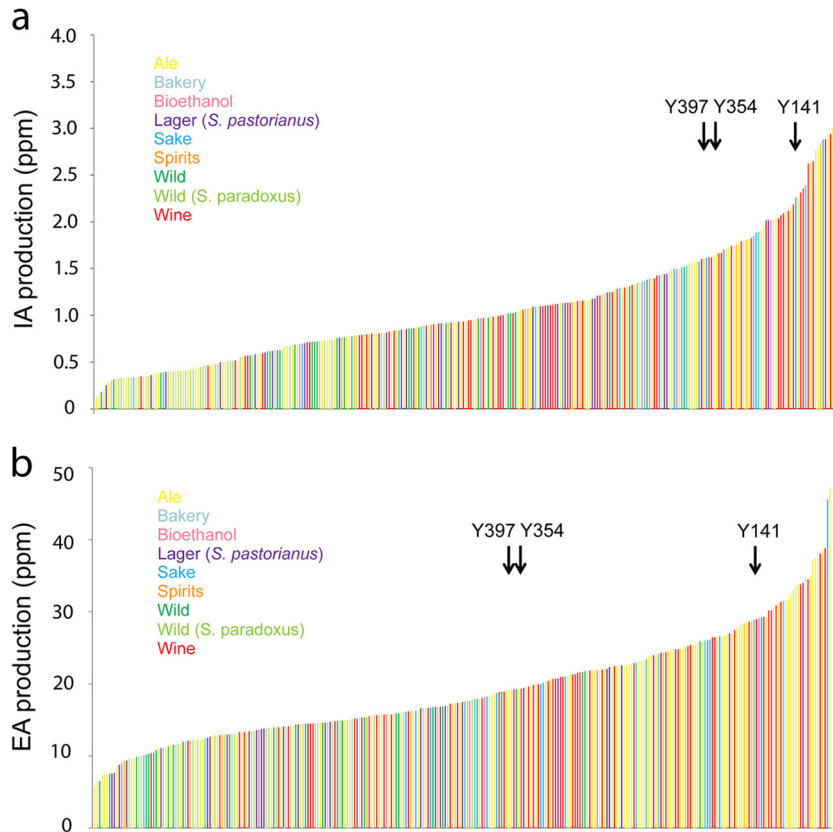 a
IA production (ppm)
4.0
3.5
3.0
2.5
2.0
1.5
1.0
0.5
0
Ale
Bakery
Bioethanol
Lager (S. pastorianus)
Sake
Spirits
Wild
Wild (S. paradoxus)
Wine
Y397 Y354 Y141
b
EA production (ppm)
50
40
30
20
10
0
Ale
Bakery
Bioethanol
Lager (S. pastorianus)
Sake
Spirits
Wild
Wild (S. paradoxus)
Wine
Y397 Y354 Y141